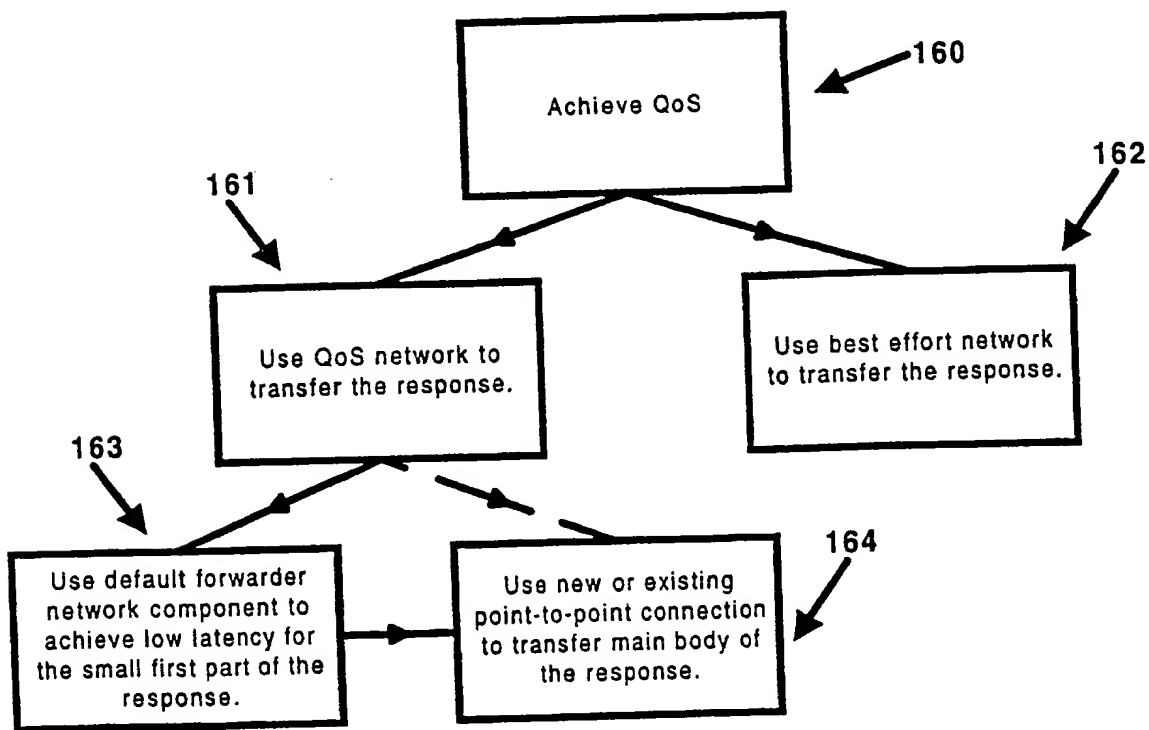 160
Achieve QoS
162
161
Use QoS network to
transfer the response.
Use best effort network
to transfer the response.
163
164
Use default forwarder
network component to
achieve low latency for
the small first part of the
response.
Use new or existing
point-to-point connection
to transfer main body of
the response.